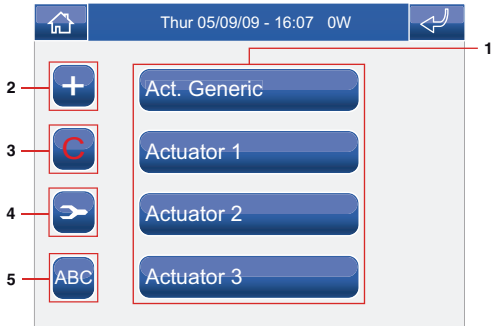 Thur 05/09/09 - 16:07 0W
1
2
Act. Generic
3
C
Actuator 1
4
Actuator 2
5
ABC
Actuator 3